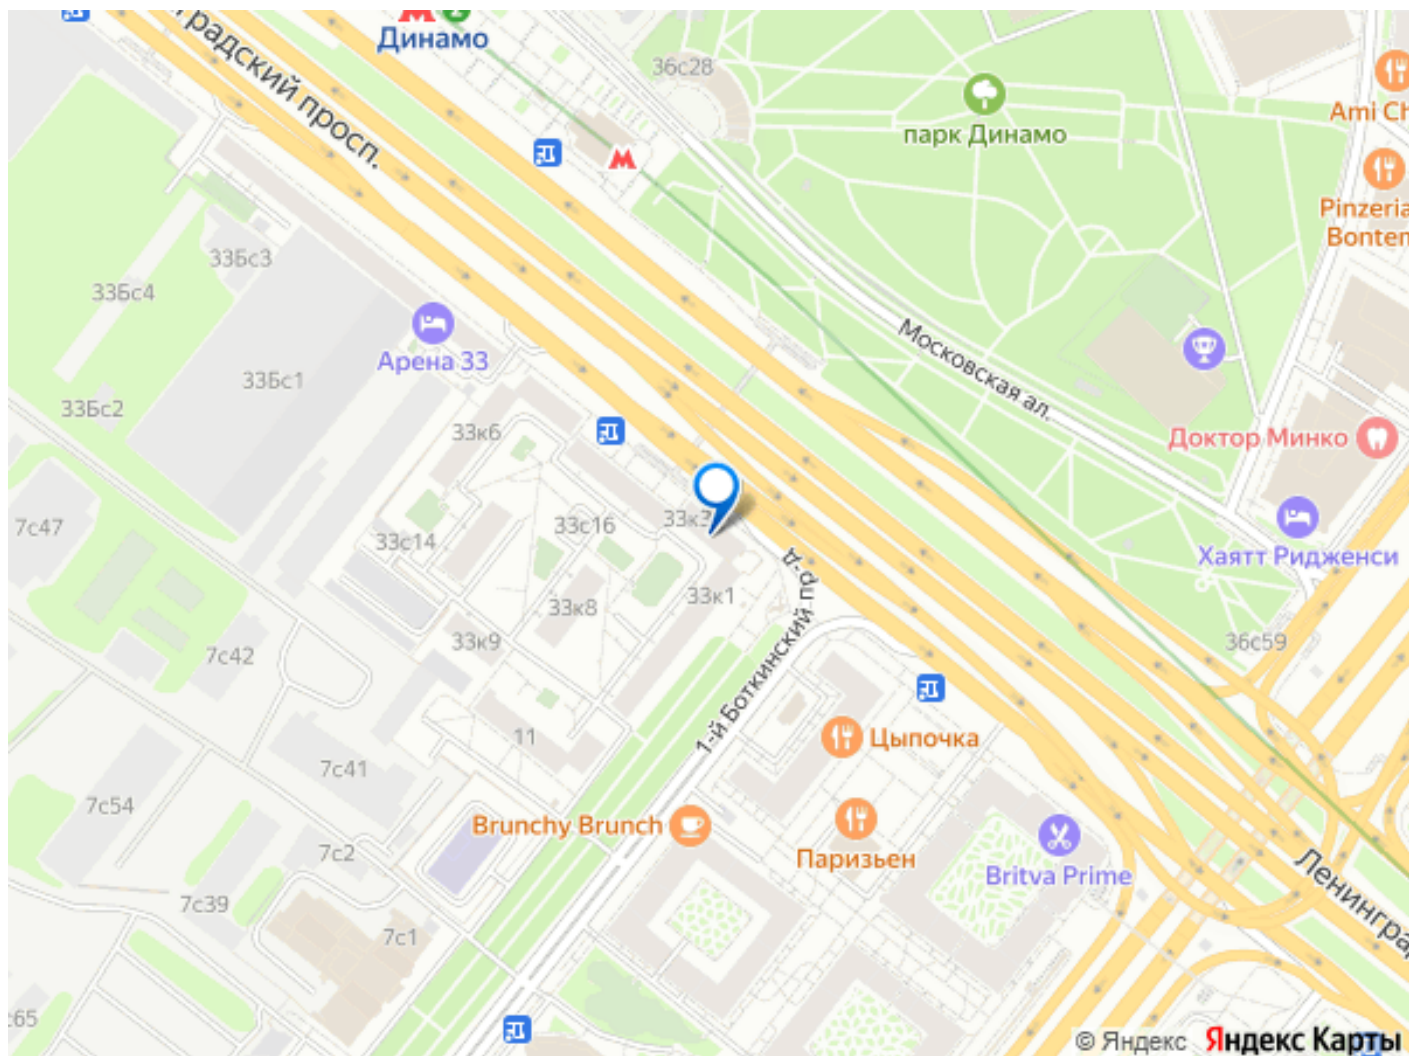 Динамо
градский просп.
36с28
парк Динамо
Ami Ch
Pinzeria
Bonten
33Бс3
33Бс4
Арена 33
33Бс1
33Бс2
Московская ал.
33к6
Доктор Минко
7с47
33с14
33с16
33к3
Хаятт Ридженси
33к8
33к1
1-й Боткинский пр-д
33к9
7с42
36с59
11
Цыпочка
7с41
7с54
Brunchy Brunch
7с2
Паризьен
Britva Prime
Ленингра
7с39
7с1
с65
© Яндекс Яндекс Карты